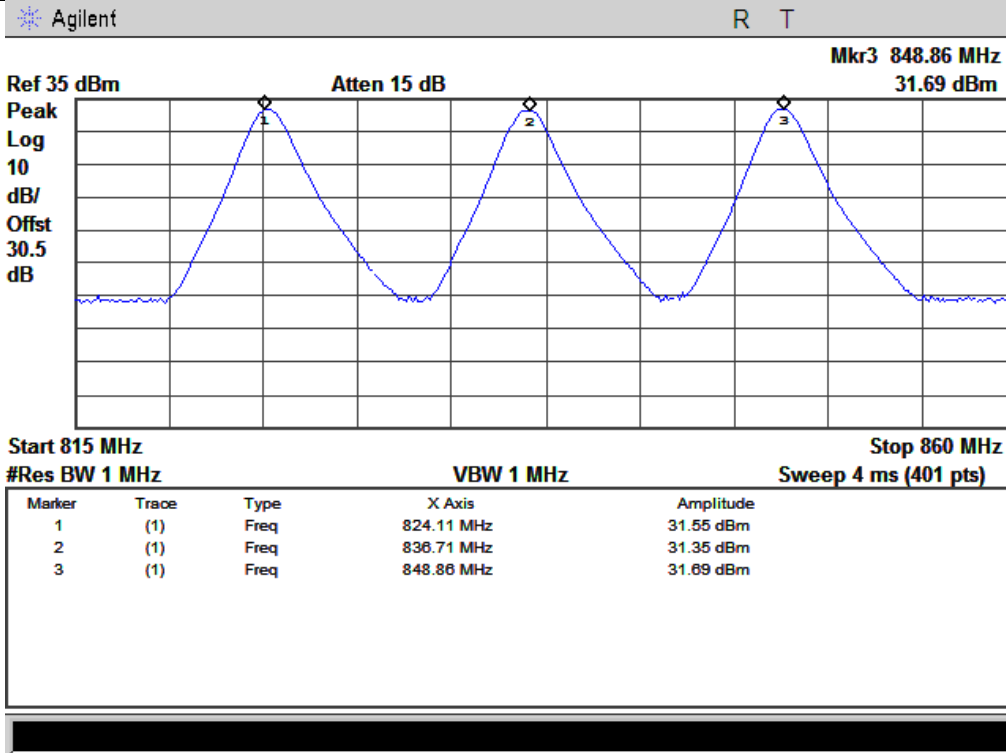 Agilent R T
Mkr3 848.86 MHz
Ref 35 dBm Atten 15 dB 31.69 dBm
Peak
Log
10
dB/
Offst
30.5
dB
1 2 3
Start 815 MHz Stop 860 MHz
#Res BW 1 MHz VBW 1 MHz Sweep 4 ms (401 pts)
Marker Trace Type X Axis Amplitude
1 (1) Freq 824.11 MHz 31.55 dBm
2 (1) Freq 836.71 MHz 31.35 dBm
3 (1) Freq 848.86 MHz 31.69 dBm